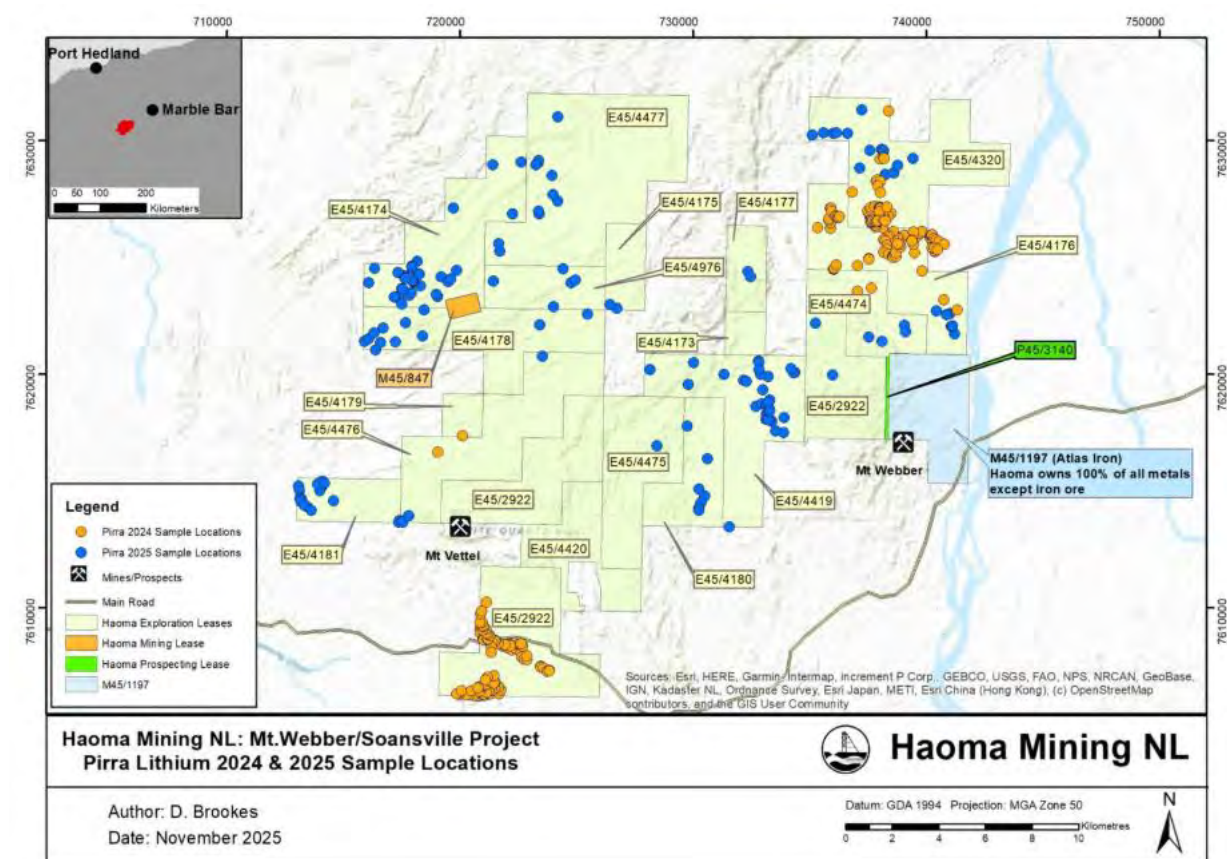 710000
720000
730000
740000
750000
Port Hedland
Marble Bar
0 50 100 200
Kilometers
7630000
7620000
7610000
7630000
7620000
7610000
E45/4477
E45/4320
E45/4174
E45/4175
E45/4177
E45/4176
E45/4976
E45/4474
E45/4178
E45/4173
P45/3140
M45/847
E45/4179
E45/2922
E45/4476
Mt Webber
M45/1197 (Atlas Iron)
Haoma owns 100% of all metals
except iron ore
E45/4475
E45/4419
E45/2922
E45/4181
Mt Vettel
E45/4420
E45/4180
E45/2922
Legend
Pirra 2024 Sample Locations
Pirra 2025 Sample Locations
Mines/Prospects
Main Road
Haoma Exploration Leases
Haoma Mining Lease
Haoma Prospecting Lease
M45/1197
Sources: Esri, HERE, Garmin, Intermap, increment P Corp., GEBCO, USGS, FAO, NPS, NRCAN, GeoBase,
IGN, Kadaster NL, Ordnance Survey, Esri Japan, METI, Esri China (Hong Kong), (c) OpenStreetMap
contributors, and the GIS User Community
Haoma Mining NL: Mt.Webber/Soansville Project
Pirra Lithium 2024 & 2025 Sample Locations
Haoma Mining NL
Author: D. Brookes
Date: November 2025
Datum: GDA 1994 Projection: MGA Zone 50
Kilometres
0 2 4 6 8 10
N